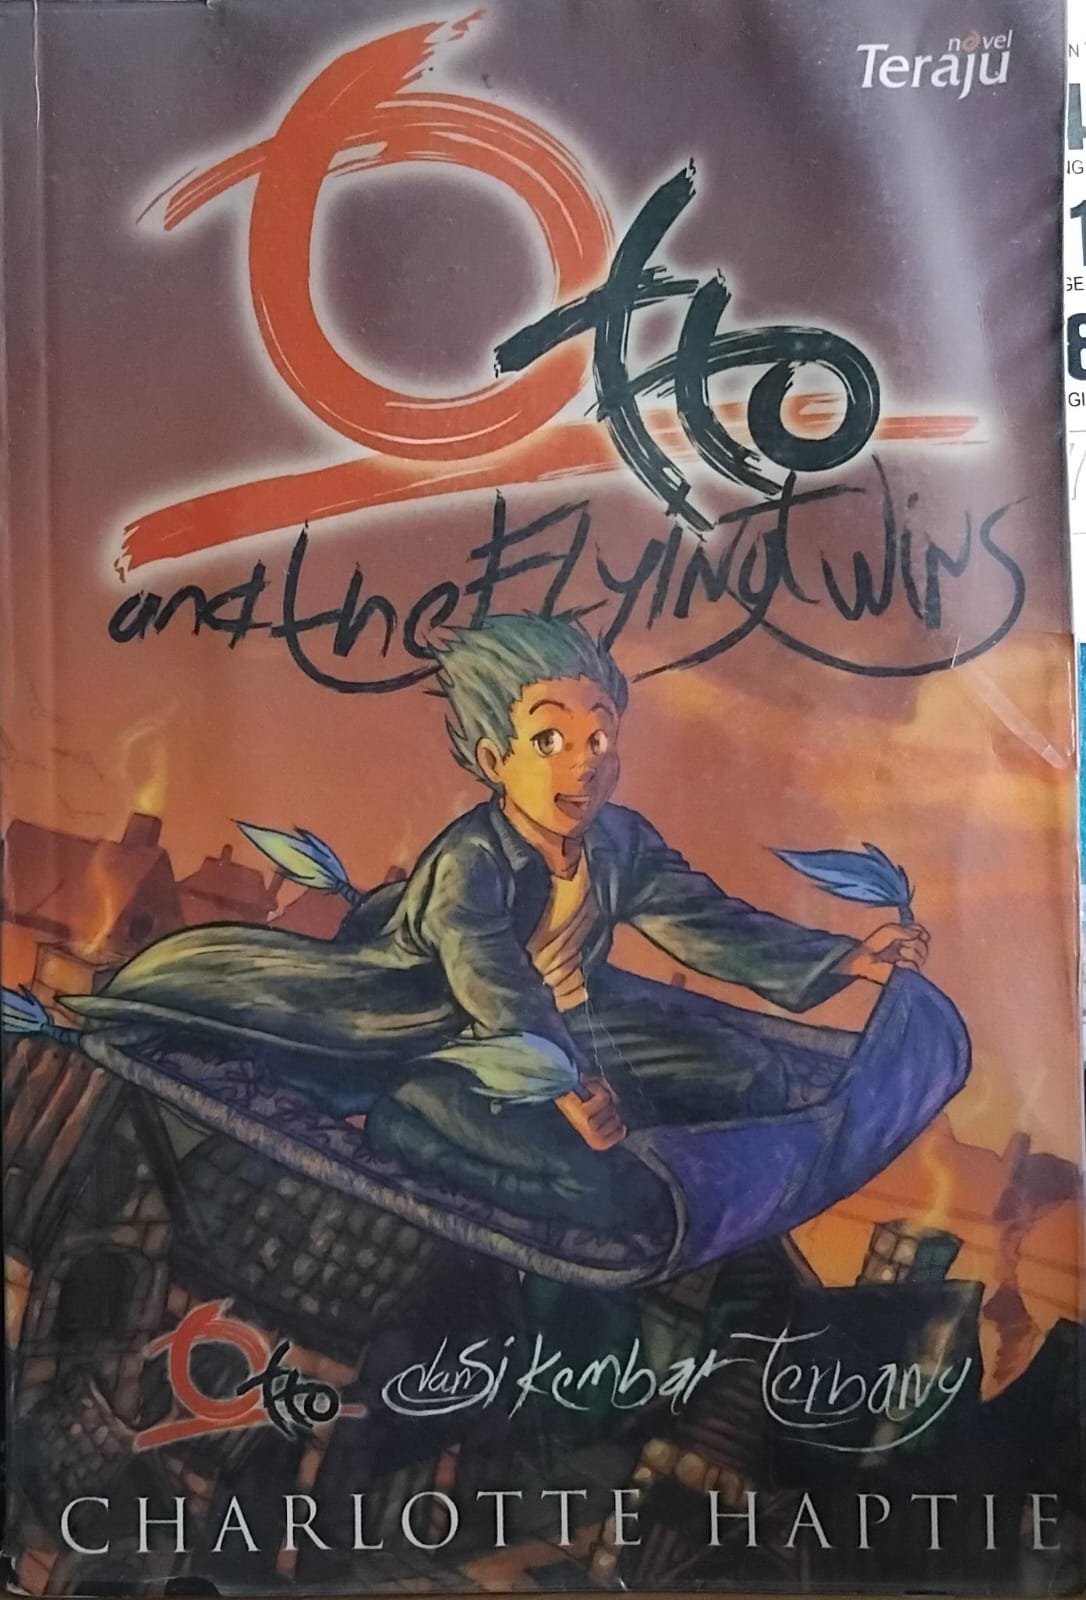 novel
Teraju
Otto
and the Flying Twins
Otto dan Si Kembar Terbang
CHARLOTTE HAPTIE